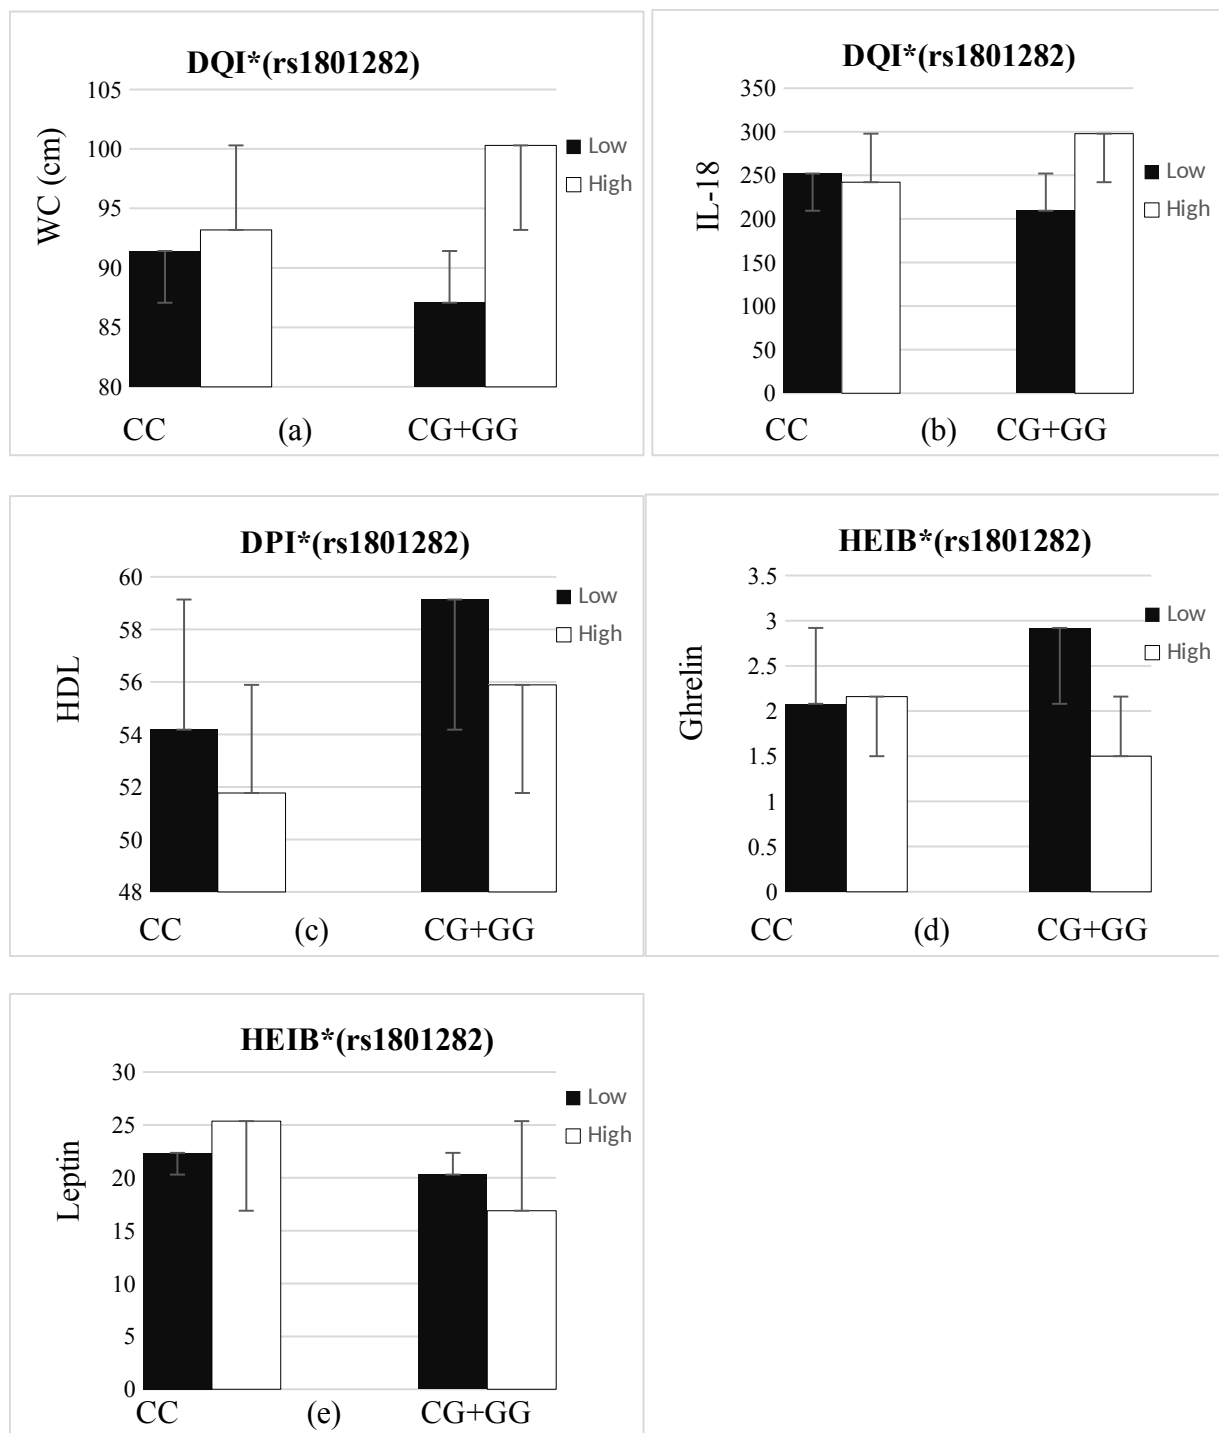 DQI*(rs1801282)
105
100
95
90
85
80
WC (cm)
Low
High
CC (a) CG+GG
DQI*(rs1801282)
350
300
250
200
150
100
50
0
IL-18
Low
High
CC (b) CG+GG
DPI*(rs1801282)
60
58
56
54
52
50
48
HDL
Low
High
CC (c) CG+GG
HEIB*(rs1801282)
3.5
3
2.5
2
1.5
1
0.5
0
Ghrelin
Low
High
CC (d) CG+GG
HEIB*(rs1801282)
30
25
20
15
10
5
0
Leptin
Low
High
CC (e) CG+GG